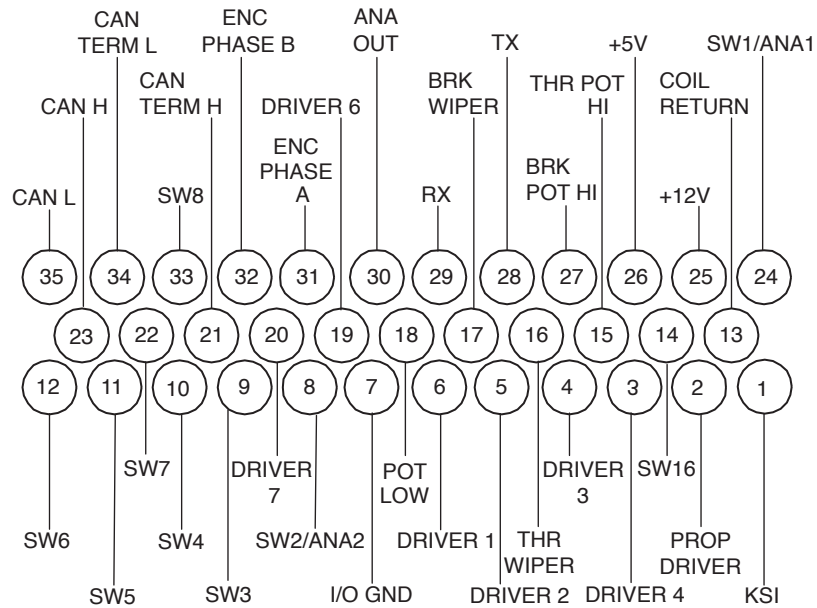 CAN
TERM L
ENC
PHASE B
ANA
OUT
TX
+5V
SW1/ANA1
CAN H
CAN
TERM H
DRIVER 6
BRK
WIPER
THR POT
HI
COIL
RETURN
CAN L
SW8
ENC
PHASE
A
RX
BRK
POT HI
+12V
35 34 33 32 31 30 29 28 27 26 25 24
23 22 21 20 19 18 17 16 15 14 13
12 11 10 9 8 7 6 5 4 3 2 1
SW7
DRIVER
7
POT
LOW
DRIVER
3
SW16
SW6
SW4
SW2/ANA2
DRIVER 1
THR
WIPER
PROP
DRIVER
SW5
SW3
I/O GND
DRIVER 2
DRIVER 4
KSI